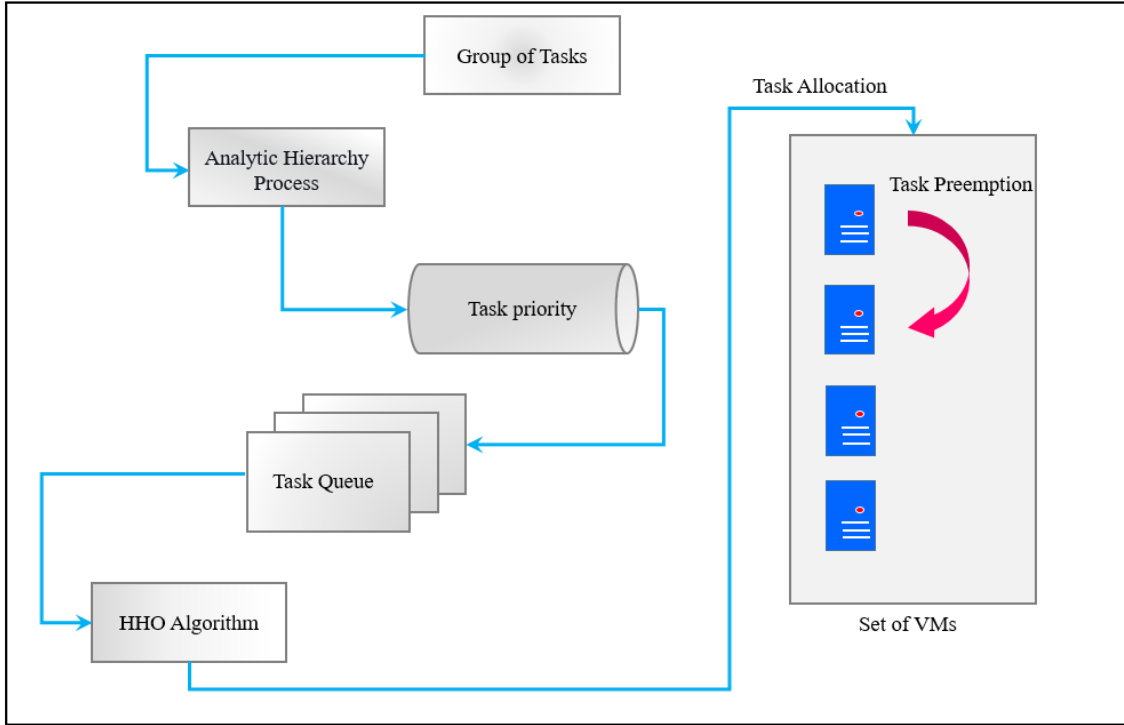 Group of Tasks
Task Allocation
Analytic Hierarchy
Process
Task Preemption
Task priority
Task Queue
HHO Algorithm
Set of VMs